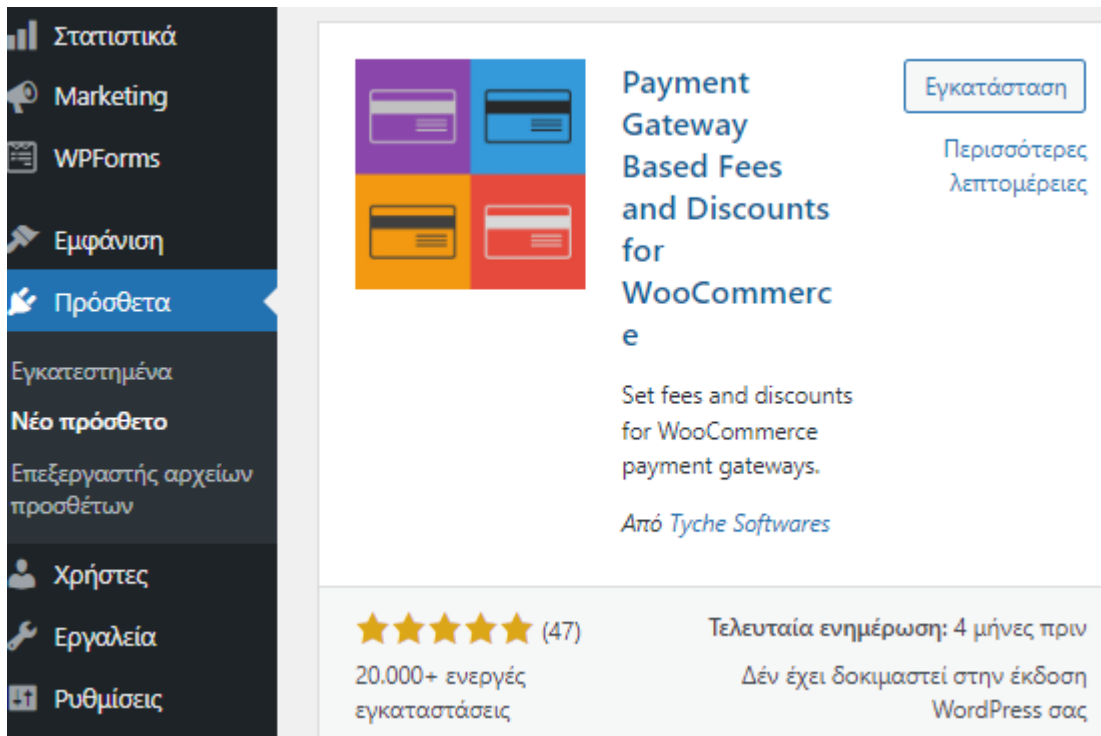 Στατιστικά
Marketing
WPForms
Εμφάνιση
Πρόσθετα
Εγκατεστημένα
Νέο πρόσθετο
Επεξεργαστής αρχείων
προσθέτων
Χρήστες
Εργαλεία
Ρυθμίσεις
Payment
Gateway
Based Fees
and Discounts
for
WooCommerc
e
Εγκατάσταση
Περισσότερες
λεπτομέρειες
Set fees and discounts
for WooCommerce
payment gateways.
Από Tyche Softwares
(47)
20.000+ ενεργές
εγκαταστάσεις
Τελευταία ενημέρωση: 4 μήνες πριν
Δέν έχει δοκιμαστεί στην έκδοση
WordPress σας